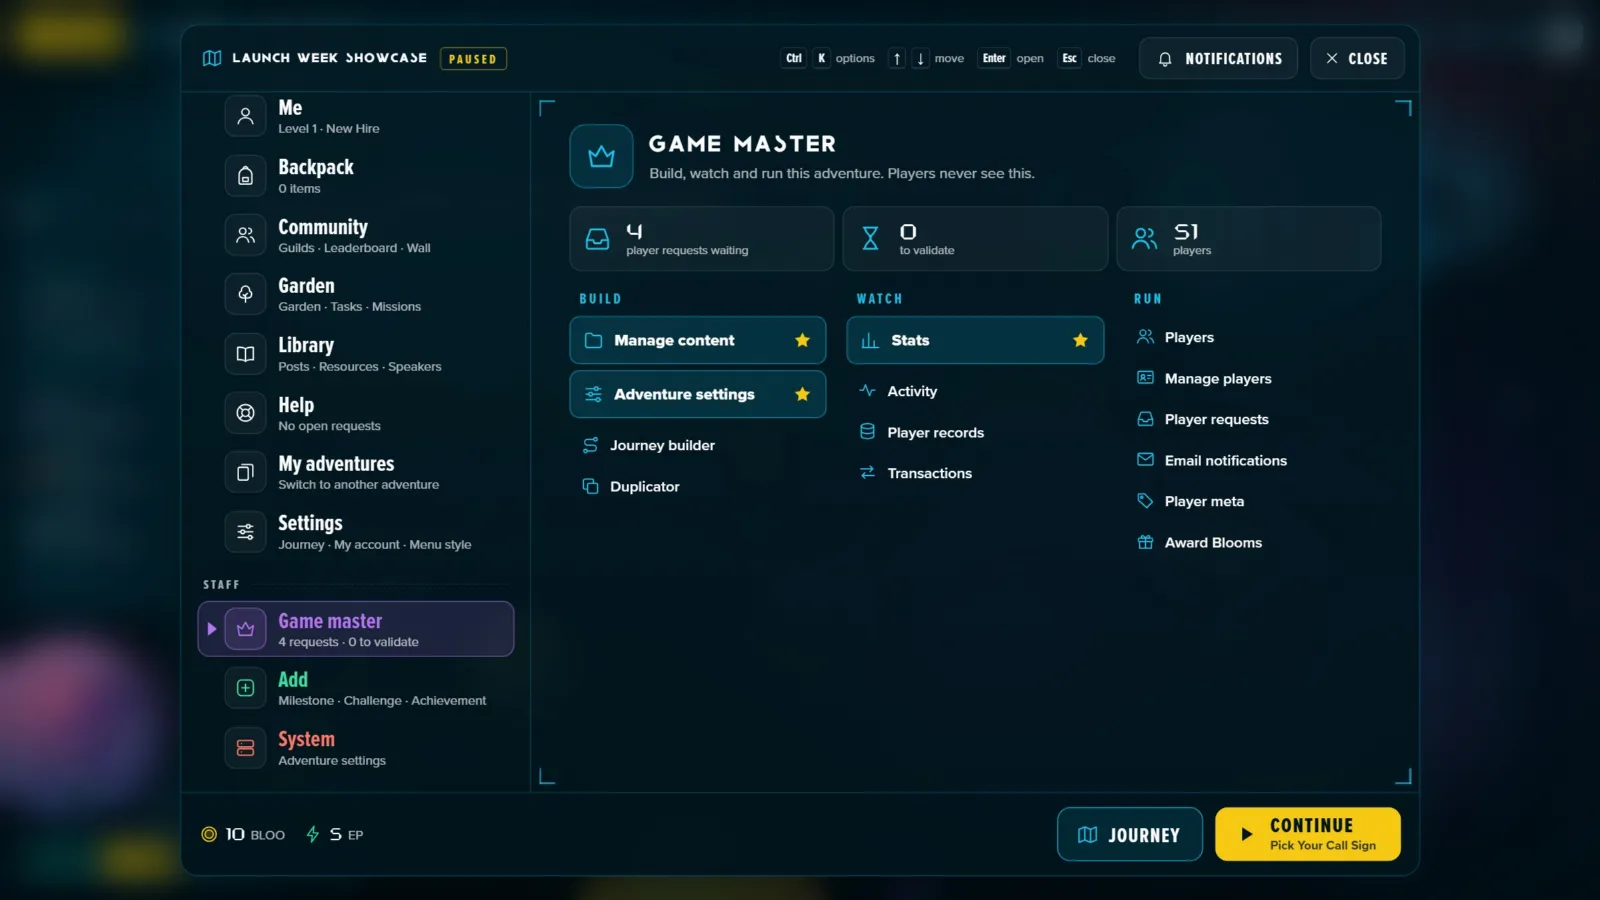 LAUNCH WEEK SHOWCASE
PAUSED
Ctrl K options ↑ ↓ move Enter open Esc close
NOTIFICATIONS
CLOSE
Me
Level 1 · New Hire
Backpack
0 items
Community
Guilds · Leaderboard · Wall
Garden
Garden · Tasks · Missions
Library
Posts · Resources · Speakers
Help
No open requests
My adventures
Switch to another adventure
Settings
Journey · My account · Menu style
STAFF
Game master
4 requests · 0 to validate
Add
Milestone · Challenge · Achievement
System
Adventure settings
GAME MASTER
Build, watch and run this adventure. Players never see this.
4
player requests waiting
0
to validate
51
players
BUILD
Manage content
Adventure settings
Journey builder
Duplicator
WATCH
Stats
Activity
Player records
Transactions
RUN
Players
Manage players
Player requests
Email notifications
Player meta
Award Blooms
10 BLOO
5 EP
JOURNEY
CONTINUE
Pick Your Call Sign